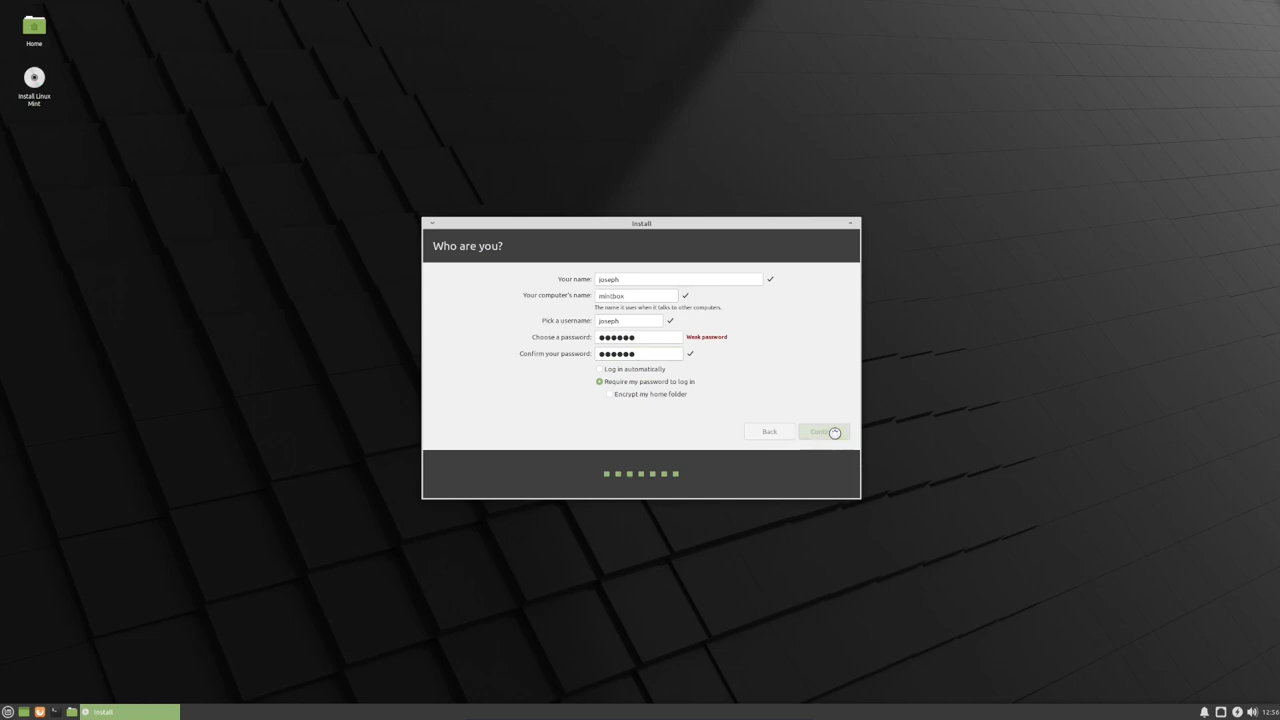 Home
Install Linux
Mint
Install
Who are you?
Your name: joseph
Your computer's name: mintbox
The name it uses when it talks to other computers.
Pick a username: joseph
Choose a password: ●●●●●● Weak password
Confirm your password: ●●●●●●
Log in automatically
Require my password to log in
Encrypt my home folder
Back
Install
12:56